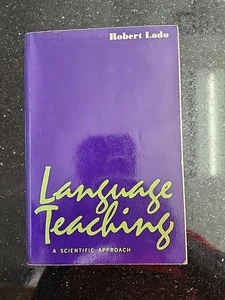 Robert Lado
Language
Teaching
A SCIENTIFIC APPROACH